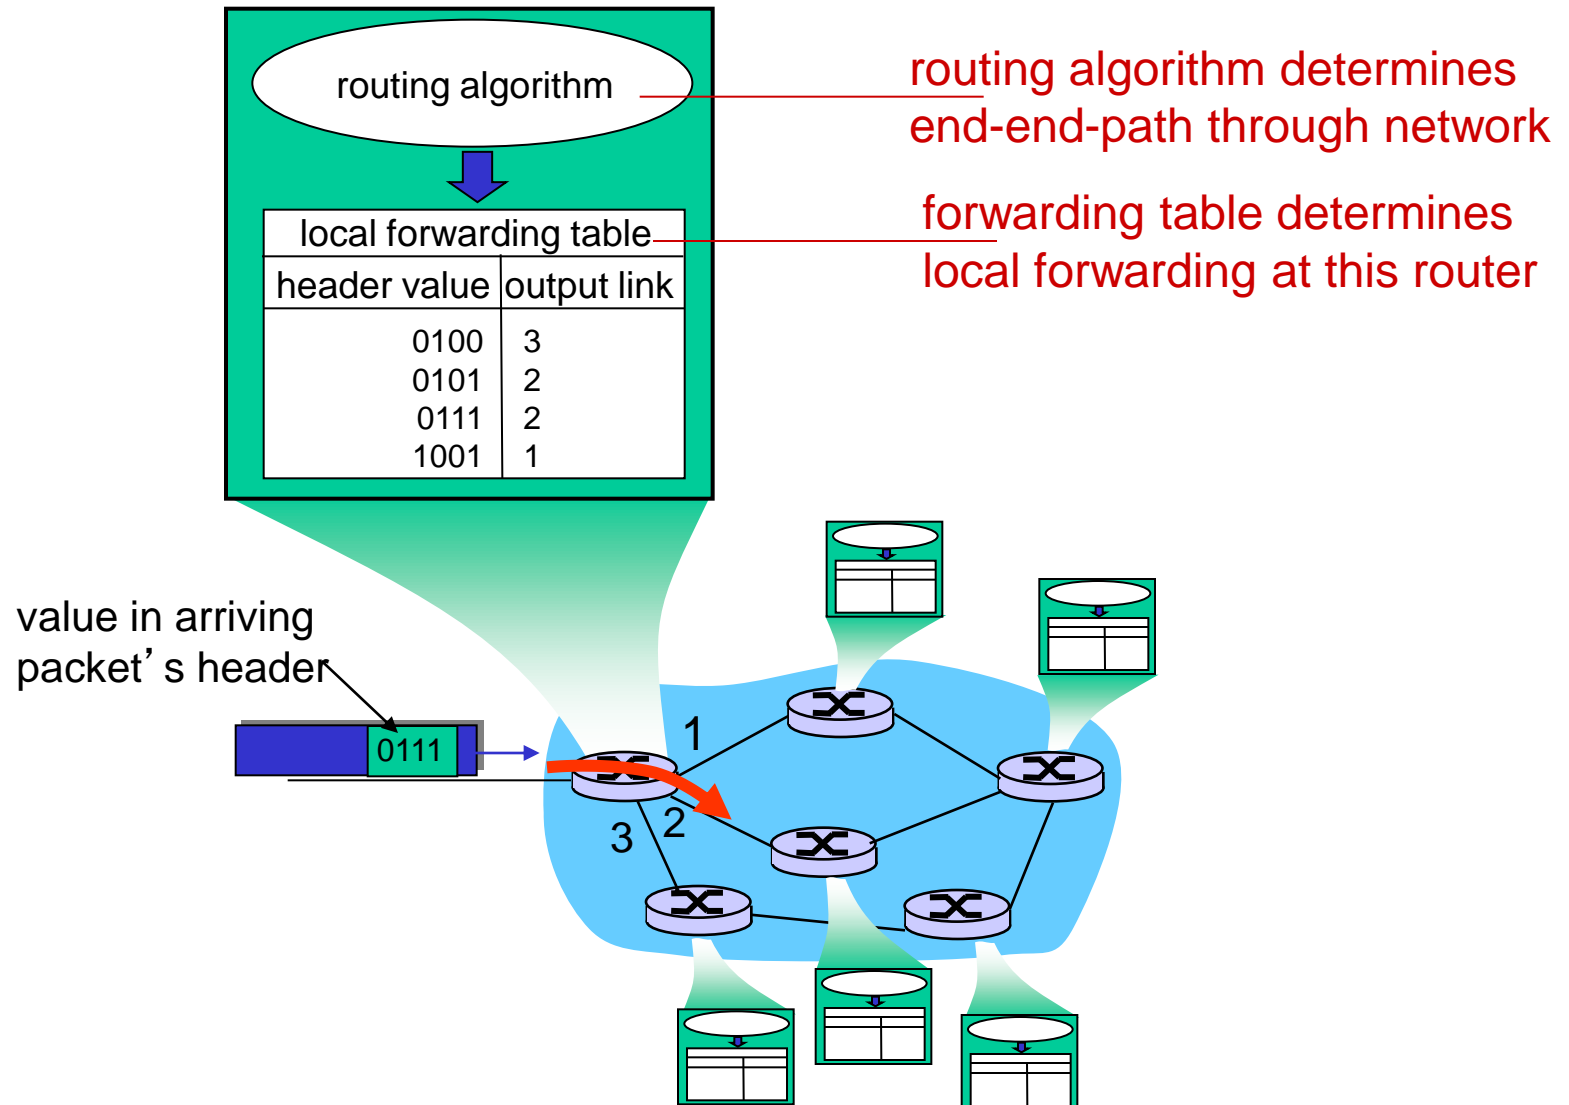 routing algorithm
routing algorithm determines
end-end-path through network
forwarding table determines
local forwarding at this router
local forwarding table
header value output link
0100 3
0101 2
0111 2
1001 1
value in arriving
packet’s header
0111
1
2
3